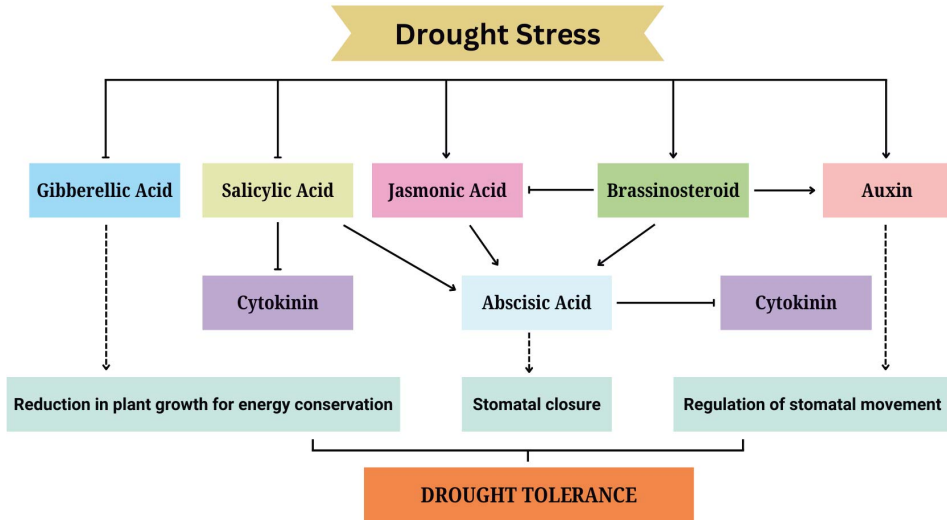 Drought Stress
Gibberellic Acid
Salicylic Acid
Jasmonic Acid
Brassinosteroid
Auxin
Cytokinin
Abscisic Acid
Cytokinin
Reduction in plant growth for energy conservation
Stomatal closure
Regulation of stomatal movement
DROUGHT TOLERANCE